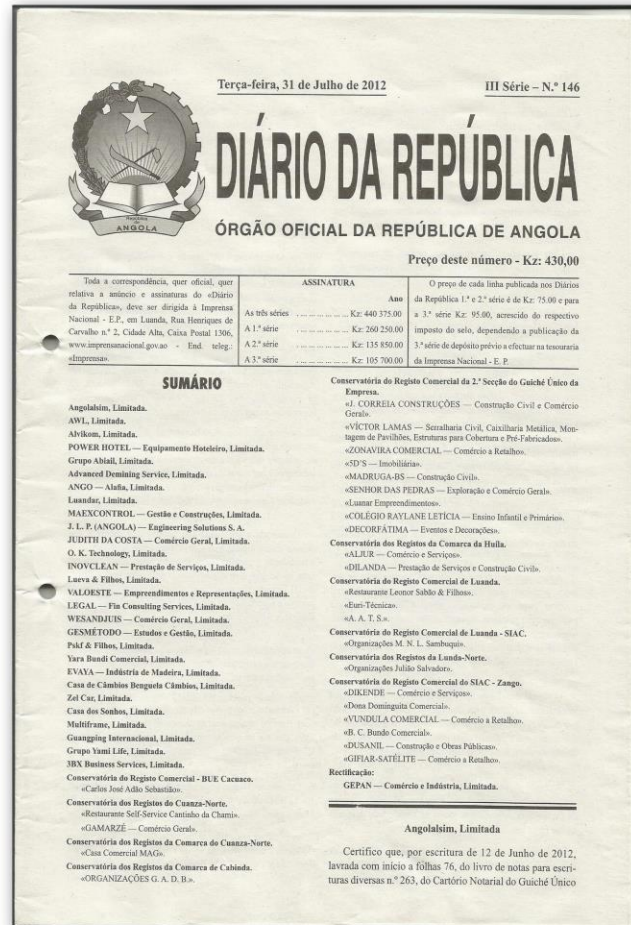 Terça-feira, 31 de Julho de 2012
III Série – N.º 146
República
de
ANGOLA
DIÁRIO DA REPÚBLICA
ÓRGÃO OFICIAL DA REPÚBLICA DE ANGOLA
Preço deste número - Kz: 430,00
Toda a correspondência, quer oficial, quer
relativa a anúncio e assinaturas do «Diário
da República», deve ser dirigida à Imprensa
Nacional - E.P., em Luanda, Rua Henriques de
Carvalho n.º 2, Cidade Alta, Caixa Postal 1306,
www.imprensanacional.gov.ao - End. teleg.:
«Imprensa».
ASSINATURA
Ano
As três séries ................. Kz: 440 375.00
A 1.ª série ................. Kz: 260 250.00
A 2.ª série ................. Kz: 135 850.00
A 3.ª série ................. Kz: 105 700.00
O preço de cada linha publicada nos Diários
da República 1.ª e 2.ª série é de Kz: 75.00 e para
a 3.ª série Kz: 95.00, acrescido do respectivo
imposto do selo, dependendo a publicação da
3.ª série de depósito prévio a efectuar na tesouraria
da Imprensa Nacional - E. P.
SUMÁRIO
Angolalsim, Limitada.
AWL, Limitada.
Alvikom, Limitada.
POWER HOTEL — Equipamento Hoteleiro, Limitada.
Grupo Abiail, Limitada.
Advanced Demining Service, Limitada.
ANGO — Alafia, Limitada.
Luandar, Limitada.
MAEXCONTROL — Gestão e Construções, Limitada.
J. L. P. (ANGOLA) — Engineering Solutions S. A.
JUDITH DA COSTA — Comércio Geral, Limitada.
O. K. Technology, Limitada.
INOVCLEAN — Prestação de Serviços, Limitada.
Lueva & Filhos, Limitada.
VALOESTE — Empreendimentos e Representações, Limitada.
LEGAL — Fin Consulting Services, Limitada.
WESANDJUIS — Comércio Geral, Limitada.
GESMÉTODO — Estudos e Gestão, Limitada.
Pskf & Filhos, Limitada.
Yara Bundi Comercial, Limitada.
EVAYA — Indústria de Madeira, Limitada.
Casa de Câmbios Benguela Câmbios, Limitada.
Zel Car, Limitada.
Casa dos Sonhos, Limitada.
Multiframe, Limitada.
Guangping Internacional, Limitada.
Grupo Yami Life, Limitada.
3BX Business Services, Limitada.
Conservatória do Registo Comercial - BUE Cacuaco.
«Carlos José Adão Sebastião».
Conservatória dos Registos do Cuanza-Norte.
«Restaurante Self-Service Cantinho da Chami».
«GAMARZÉ — Comércio Geral».
Conservatória dos Registos da Comarca do Cuanza-Norte.
«Casa Comercial MAG».
Conservatória dos Registos da Comarca de Cabinda.
«ORGANIZAÇÕES G. A. D. B.».
Conservatória do Registo Comercial da 2.ª Secção do Guiché Único da
Empresa.
«J. CORREIA CONSTRUÇÕES — Construção Civil e Comércio
Geral».
«VÍCTOR LAMAS — Serralharia Civil, Caixilharia Metálica, Mon-
tagem de Pavilhões, Estruturas para Cobertura e Pré-Fabricados».
«ZONAVIRA COMERCIAL — Comércio a Retalho».
«5D'S — Imobiliária».
«MADRUGA-BS — Construção Civil».
«SENHOR DAS PEDRAS — Exploração e Comércio Geral».
«Luanar Empreendimentos».
«COLÉGIO RAYLANE LETÍCIA — Ensino Infantil e Primário».
«DECORFÁTIMA — Eventos e Decorações».
Conservatória dos Registos da Comarca da Huíla.
«ALJUR — Comércio e Serviços».
«DILANDA — Prestação de Serviços e Construção Civil».
Conservatória do Registo Comercial de Luanda.
«Restaurante Leonor Sabão & Filhos».
«Euri-Técnica».
«A. A. T. S.».
Conservatória do Registo Comercial de Luanda - SIAC.
«Organizações M. N. L. Sambuqui».
Conservatória dos Registos da Lunda-Norte.
«Organizações Julião Salvador».
Conservatória do Registo Comercial do SIAC - Zango.
«DIKENDE — Comércio e Serviços».
«Dona Dominguita Comercial».
«VUNDULA COMERCIAL — Comércio a Retalho».
«B. C. Bundo Comercial».
«DUSANIL — Construção e Obras Públicas».
«GIFIAR-SATÉLITE — Comércio a Retalho».
Rectificação:
GEPAN — Comércio e Indústria, Limitada.
Angolalsim, Limitada
Certifico que, por escritura de 12 de Junho de 2012,
lavrada com início a folhas 76, do livro de notas para escri-
turas diversas n.º 263, do Cartório Notarial do Guiché Único